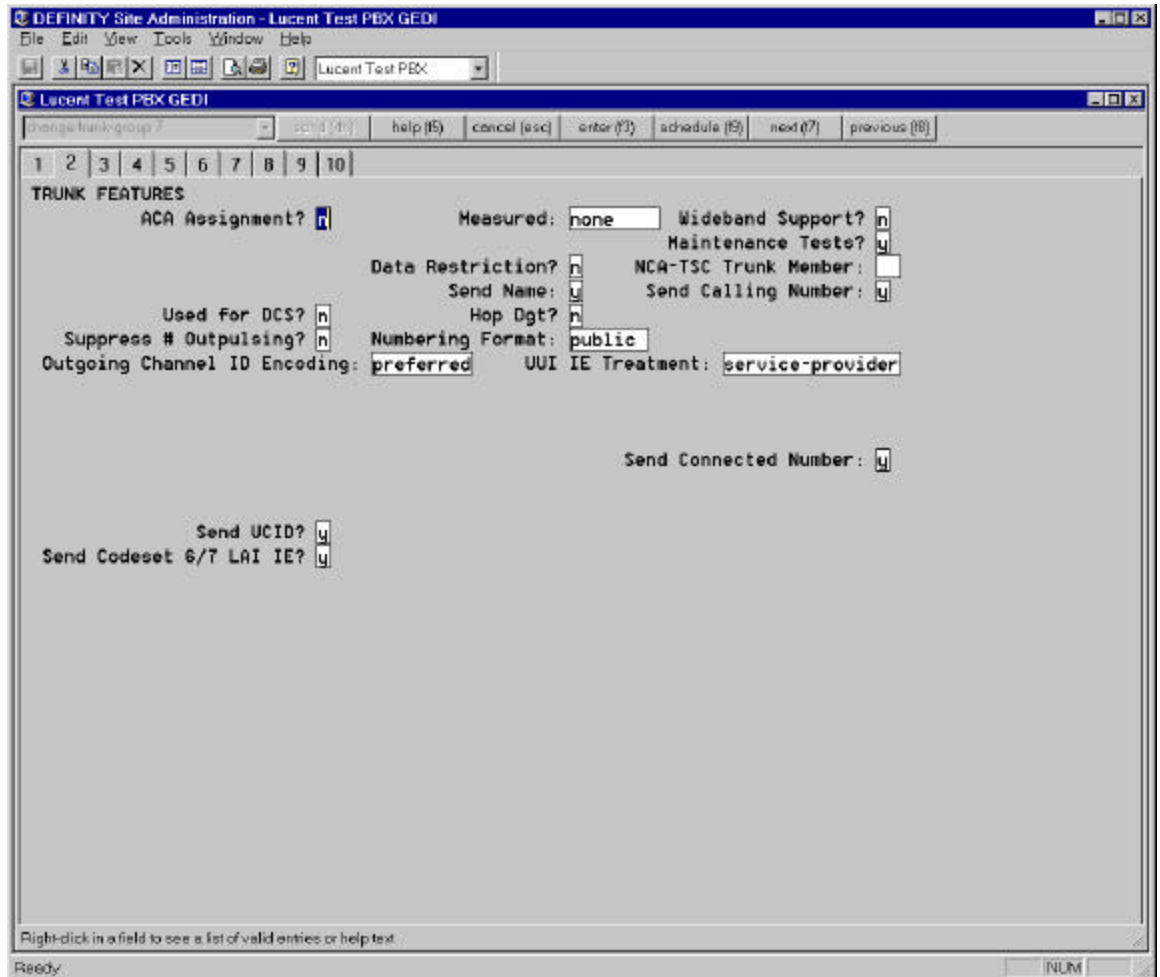 DEFINITY Site Administration - Lucent Test PBX GEDI
File Edit View Tools Window Help
Lucent Test PBX
Lucent Test PBX GEDI
change trunk-group 7 help (f5) cancel (esc) enter (f3) schedule (f9) next (f7) previous (f8)
1 2 3 4 5 6 7 8 9 10
TRUNK FEATURES
ACA Assignment? n Measured: none Wideband Support? n
Maintenance Tests? y
Data Restriction? n NCA-TSC Trunk Member:
Send Name: y Send Calling Number: y
Used for DCS? n Hop Dgt? n
Suppress # Outpulsing? n Numbering Format: public
Outgoing Channel ID Encoding: preferred UUI IE Treatment: service-provider
Send Connected Number: y
Send UCID? y
Send Codeset 6/7 LAI IE? y
Right-click in a field to see a list of valid entries or help text
Ready NUM